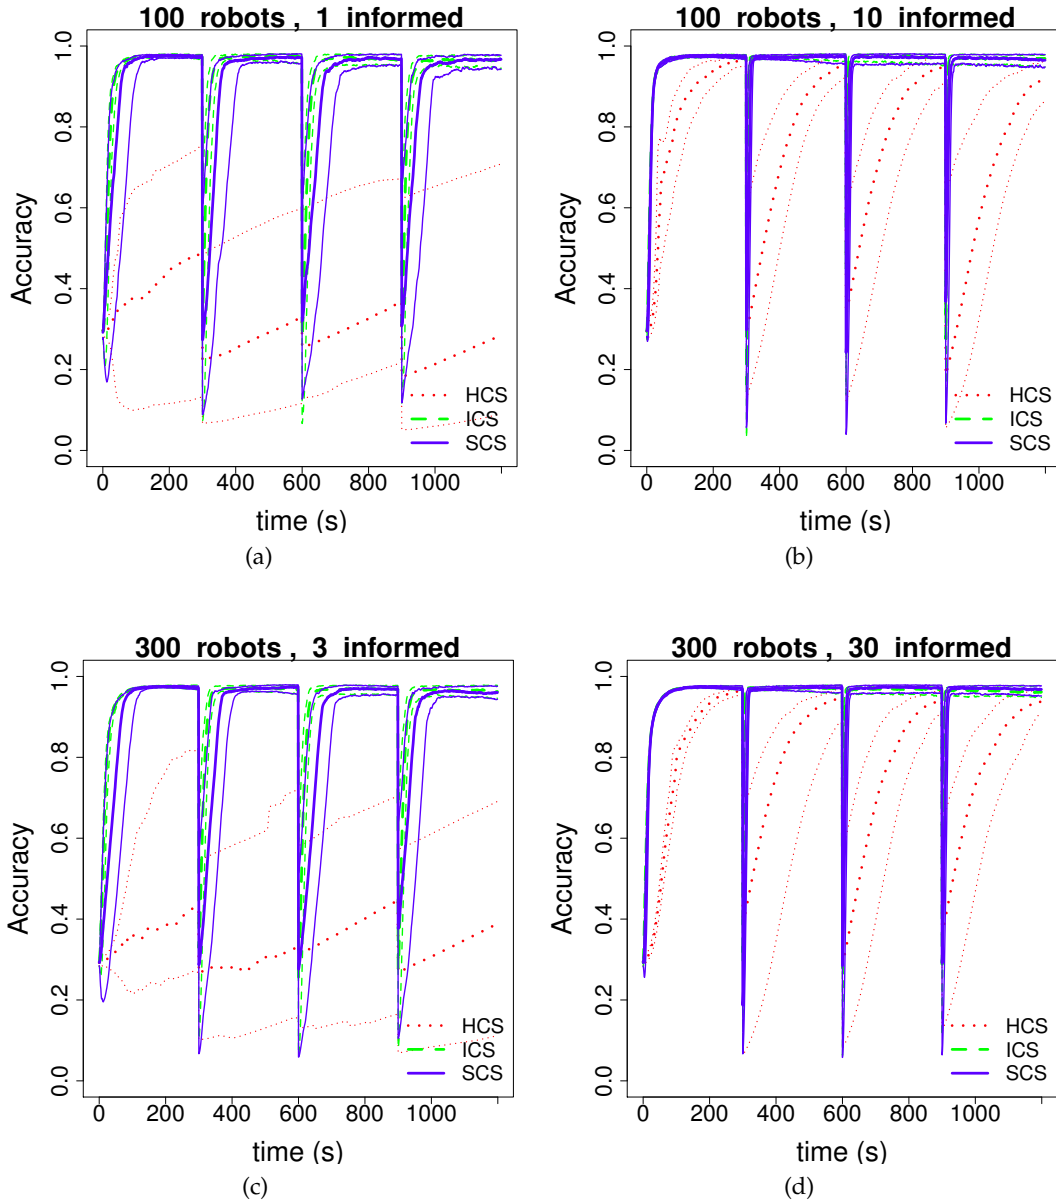 100 robots , 1 informed
Accuracy
1.0
0.8
0.6
0.4
0.2
0.0
HCS
ICS
SCS
0 200 400 600 800 1000
time (s)
(a)
100 robots , 10 informed
Accuracy
1.0
0.8
0.6
0.4
0.2
0.0
HCS
ICS
SCS
0 200 400 600 800 1000
time (s)
(b)
300 robots , 3 informed
Accuracy
1.0
0.8
0.6
0.4
0.2
0.0
HCS
ICS
SCS
0 200 400 600 800 1000
time (s)
(c)
300 robots , 30 informed
Accuracy
1.0
0.8
0.6
0.4
0.2
0.0
HCS
ICS
SCS
0 200 400 600 800 1000
time (s)
(d)